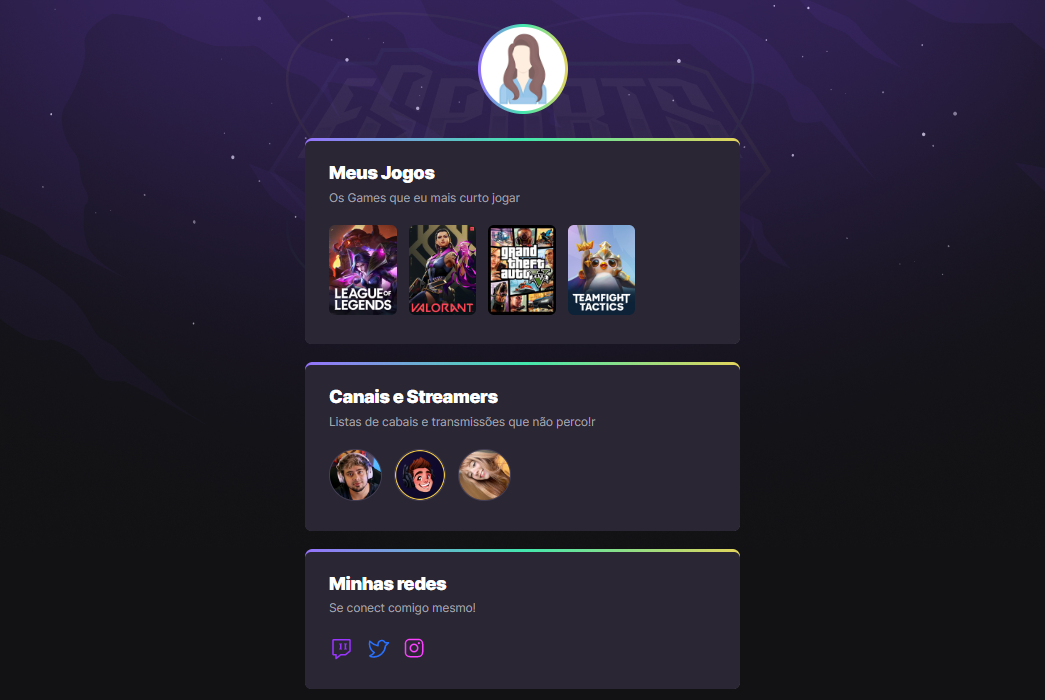 ESPORTS
Meus Jogos
Os Games que eu mais curto jogar
LEAGUE OF
LEGENDS
VALORANT
grand
theft
auto V
TEAMFIGHT
TACTICS
Canais e Streamers
Listas de cabais e transmissões que não perco!r
Minhas redes
Se conect comigo mesmo!